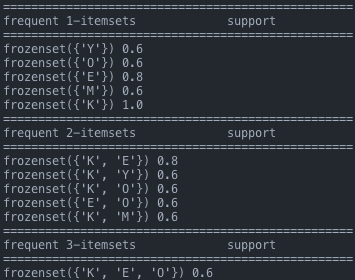 ==================================================
frequent 1-itemsets             support
==================================================
frozenset({'Y'}) 0.6
frozenset({'O'}) 0.6
frozenset({'E'}) 0.8
frozenset({'M'}) 0.6
frozenset({'K'}) 1.0
==================================================
frequent 2-itemsets             support
==================================================
frozenset({'K', 'E'}) 0.8
frozenset({'K', 'Y'}) 0.6
frozenset({'K', 'O'}) 0.6
frozenset({'E', 'O'}) 0.6
frozenset({'K', 'M'}) 0.6
==================================================
frequent 3-itemsets             support
==================================================
frozenset({'K', 'E', 'O'}) 0.6